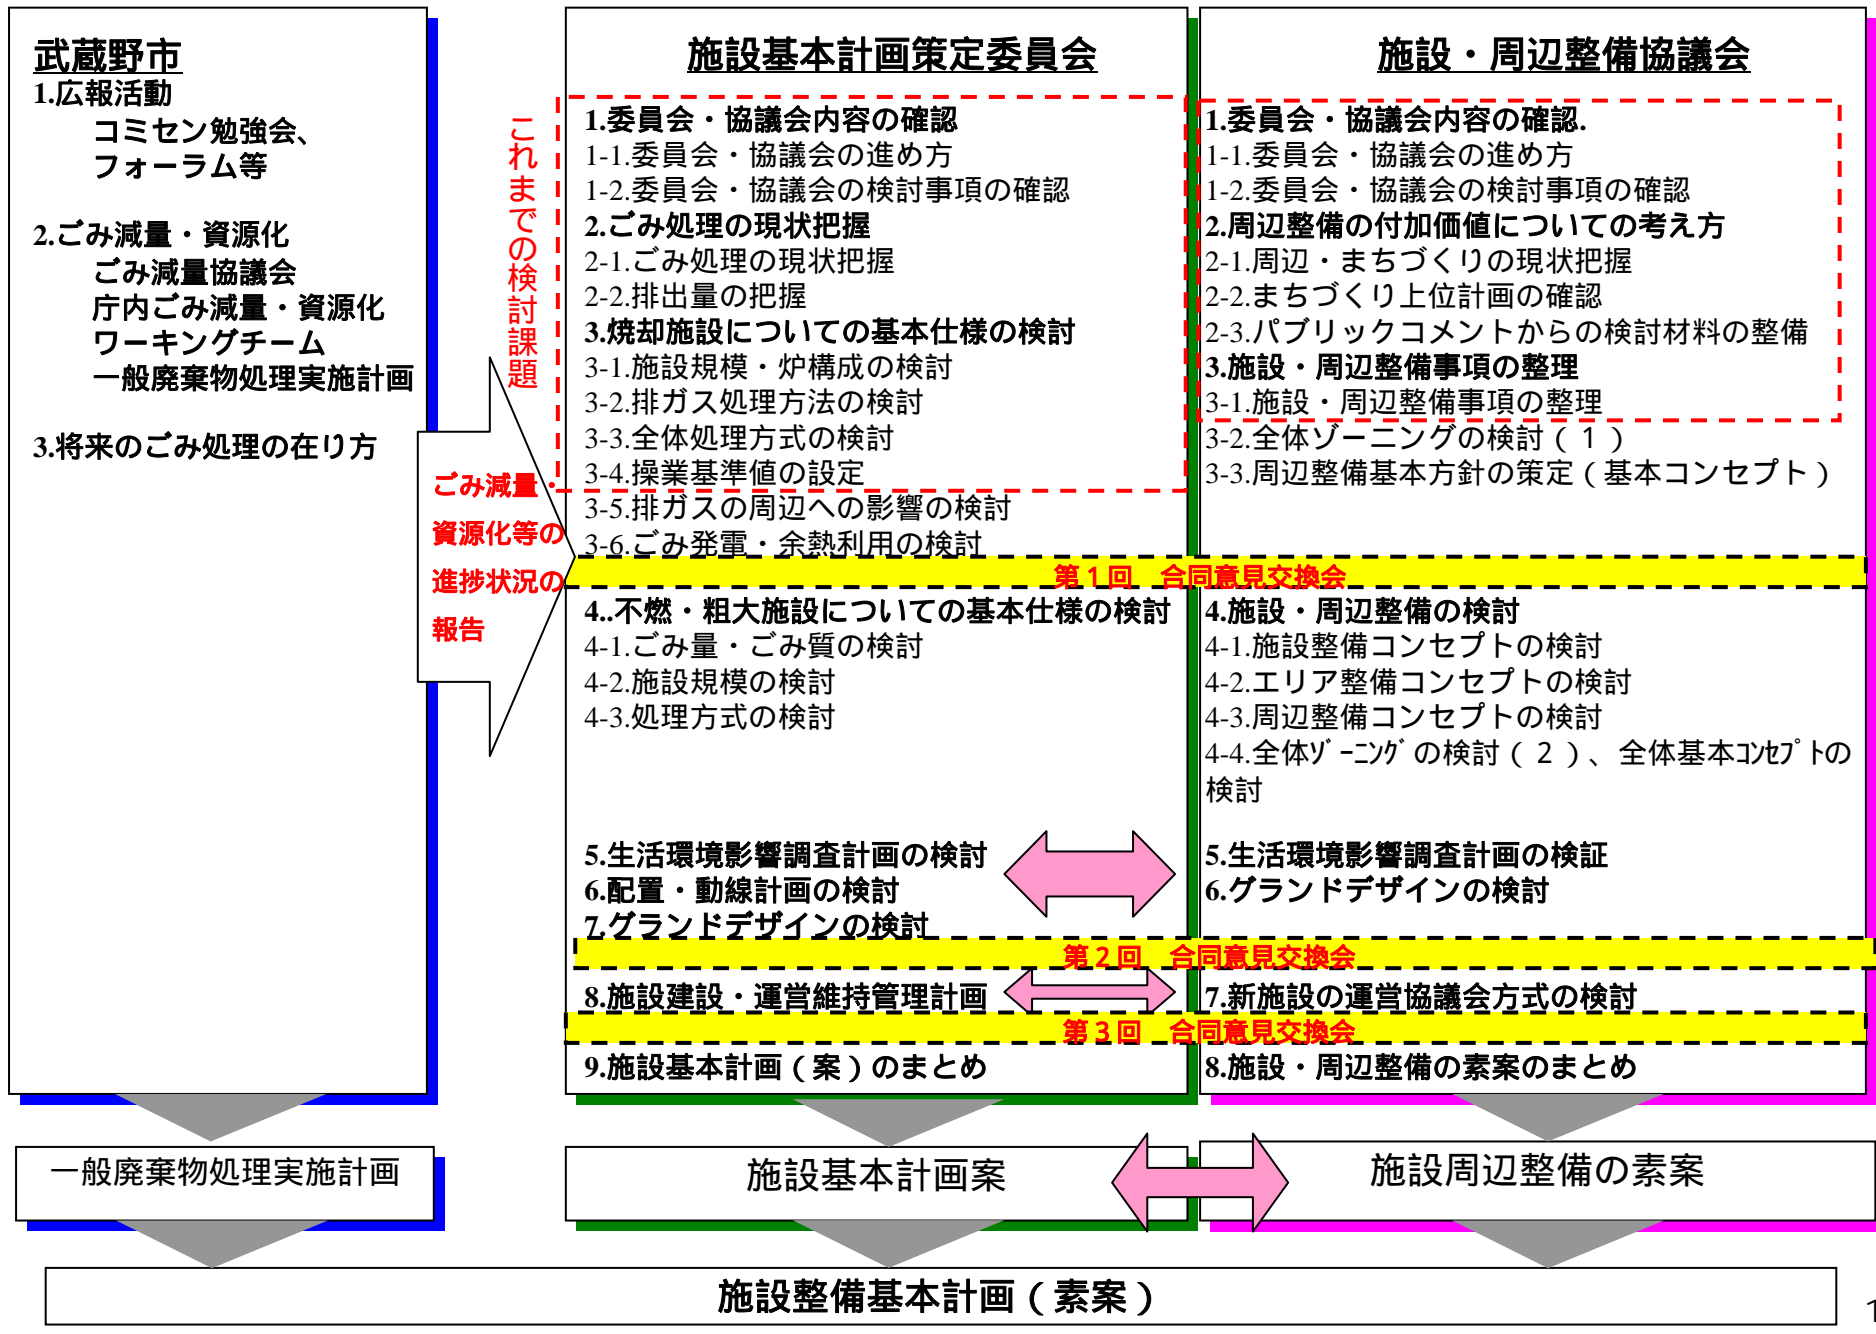 武蔵野市
1.広報活動
コミセン勉強会、
フォーラム等
2.ごみ減量・資源化
ごみ減量協議会
庁内ごみ減量・資源化
ワーキングチーム
一般廃棄物処理実施計画
3.将来のごみ処理の在り方
ごみ減量・
資源化等の
進捗状況の
報告
これまでの検討課題
施設基本計画策定委員会
1.委員会・協議会内容の確認
1-1.委員会・協議会の進め方
1-2.委員会・協議会の検討事項の確認
2.ごみ処理の現状把握
2-1.ごみ処理の現状把握
2-2.排出量の把握
3.焼却施設についての基本仕様の検討
3-1.施設規模・炉構成の検討
3-2.排ガス処理方法の検討
3-3.全体処理方式の検討
3-4.操業基準値の設定
3-5.排ガスの周辺への影響の検討
3-6.ごみ発電・余熱利用の検討
施設・周辺整備協議会
1.委員会・協議会内容の確認.
1-1.委員会・協議会の進め方
1-2.委員会・協議会の検討事項の確認
2.周辺整備の付加価値についての考え方
2-1.周辺・まちづくりの現状把握
2-2.まちづくり上位計画の確認
2-3.パブリックコメントからの検討材料の整備
3.施設・周辺整備事項の整理
3-1.施設・周辺整備事項の整理
3-2.全体ゾーニングの検討（１）
3-3.周辺整備基本方針の策定（基本コンセプト）
第１回　合同意見交換会
4..不燃・粗大施設についての基本仕様の検討
4-1.ごみ量・ごみ質の検討
4-2.施設規模の検討
4-3.処理方式の検討
5.生活環境影響調査計画の検討
6.配置・動線計画の検討
7.グランドデザインの検討
4.施設・周辺整備の検討
4-1.施設整備コンセプトの検討
4-2.エリア整備コンセプトの検討
4-3.周辺整備コンセプトの検討
4-4.全体ｿﾞｰﾆﾝｸﾞの検討（２）、全体基本ｺﾝｾﾌﾟﾄの
検討
5.生活環境影響調査計画の検証
6.グランドデザインの検討
第２回　合同意見交換会
8.施設建設・運営維持管理計画
7.新施設の運営協議会方式の検討
第３回　合同意見交換会
9.施設基本計画（案）のまとめ
8.施設・周辺整備の素案のまとめ
一般廃棄物処理実施計画
施設基本計画案
施設周辺整備の素案
施設整備基本計画（素案）